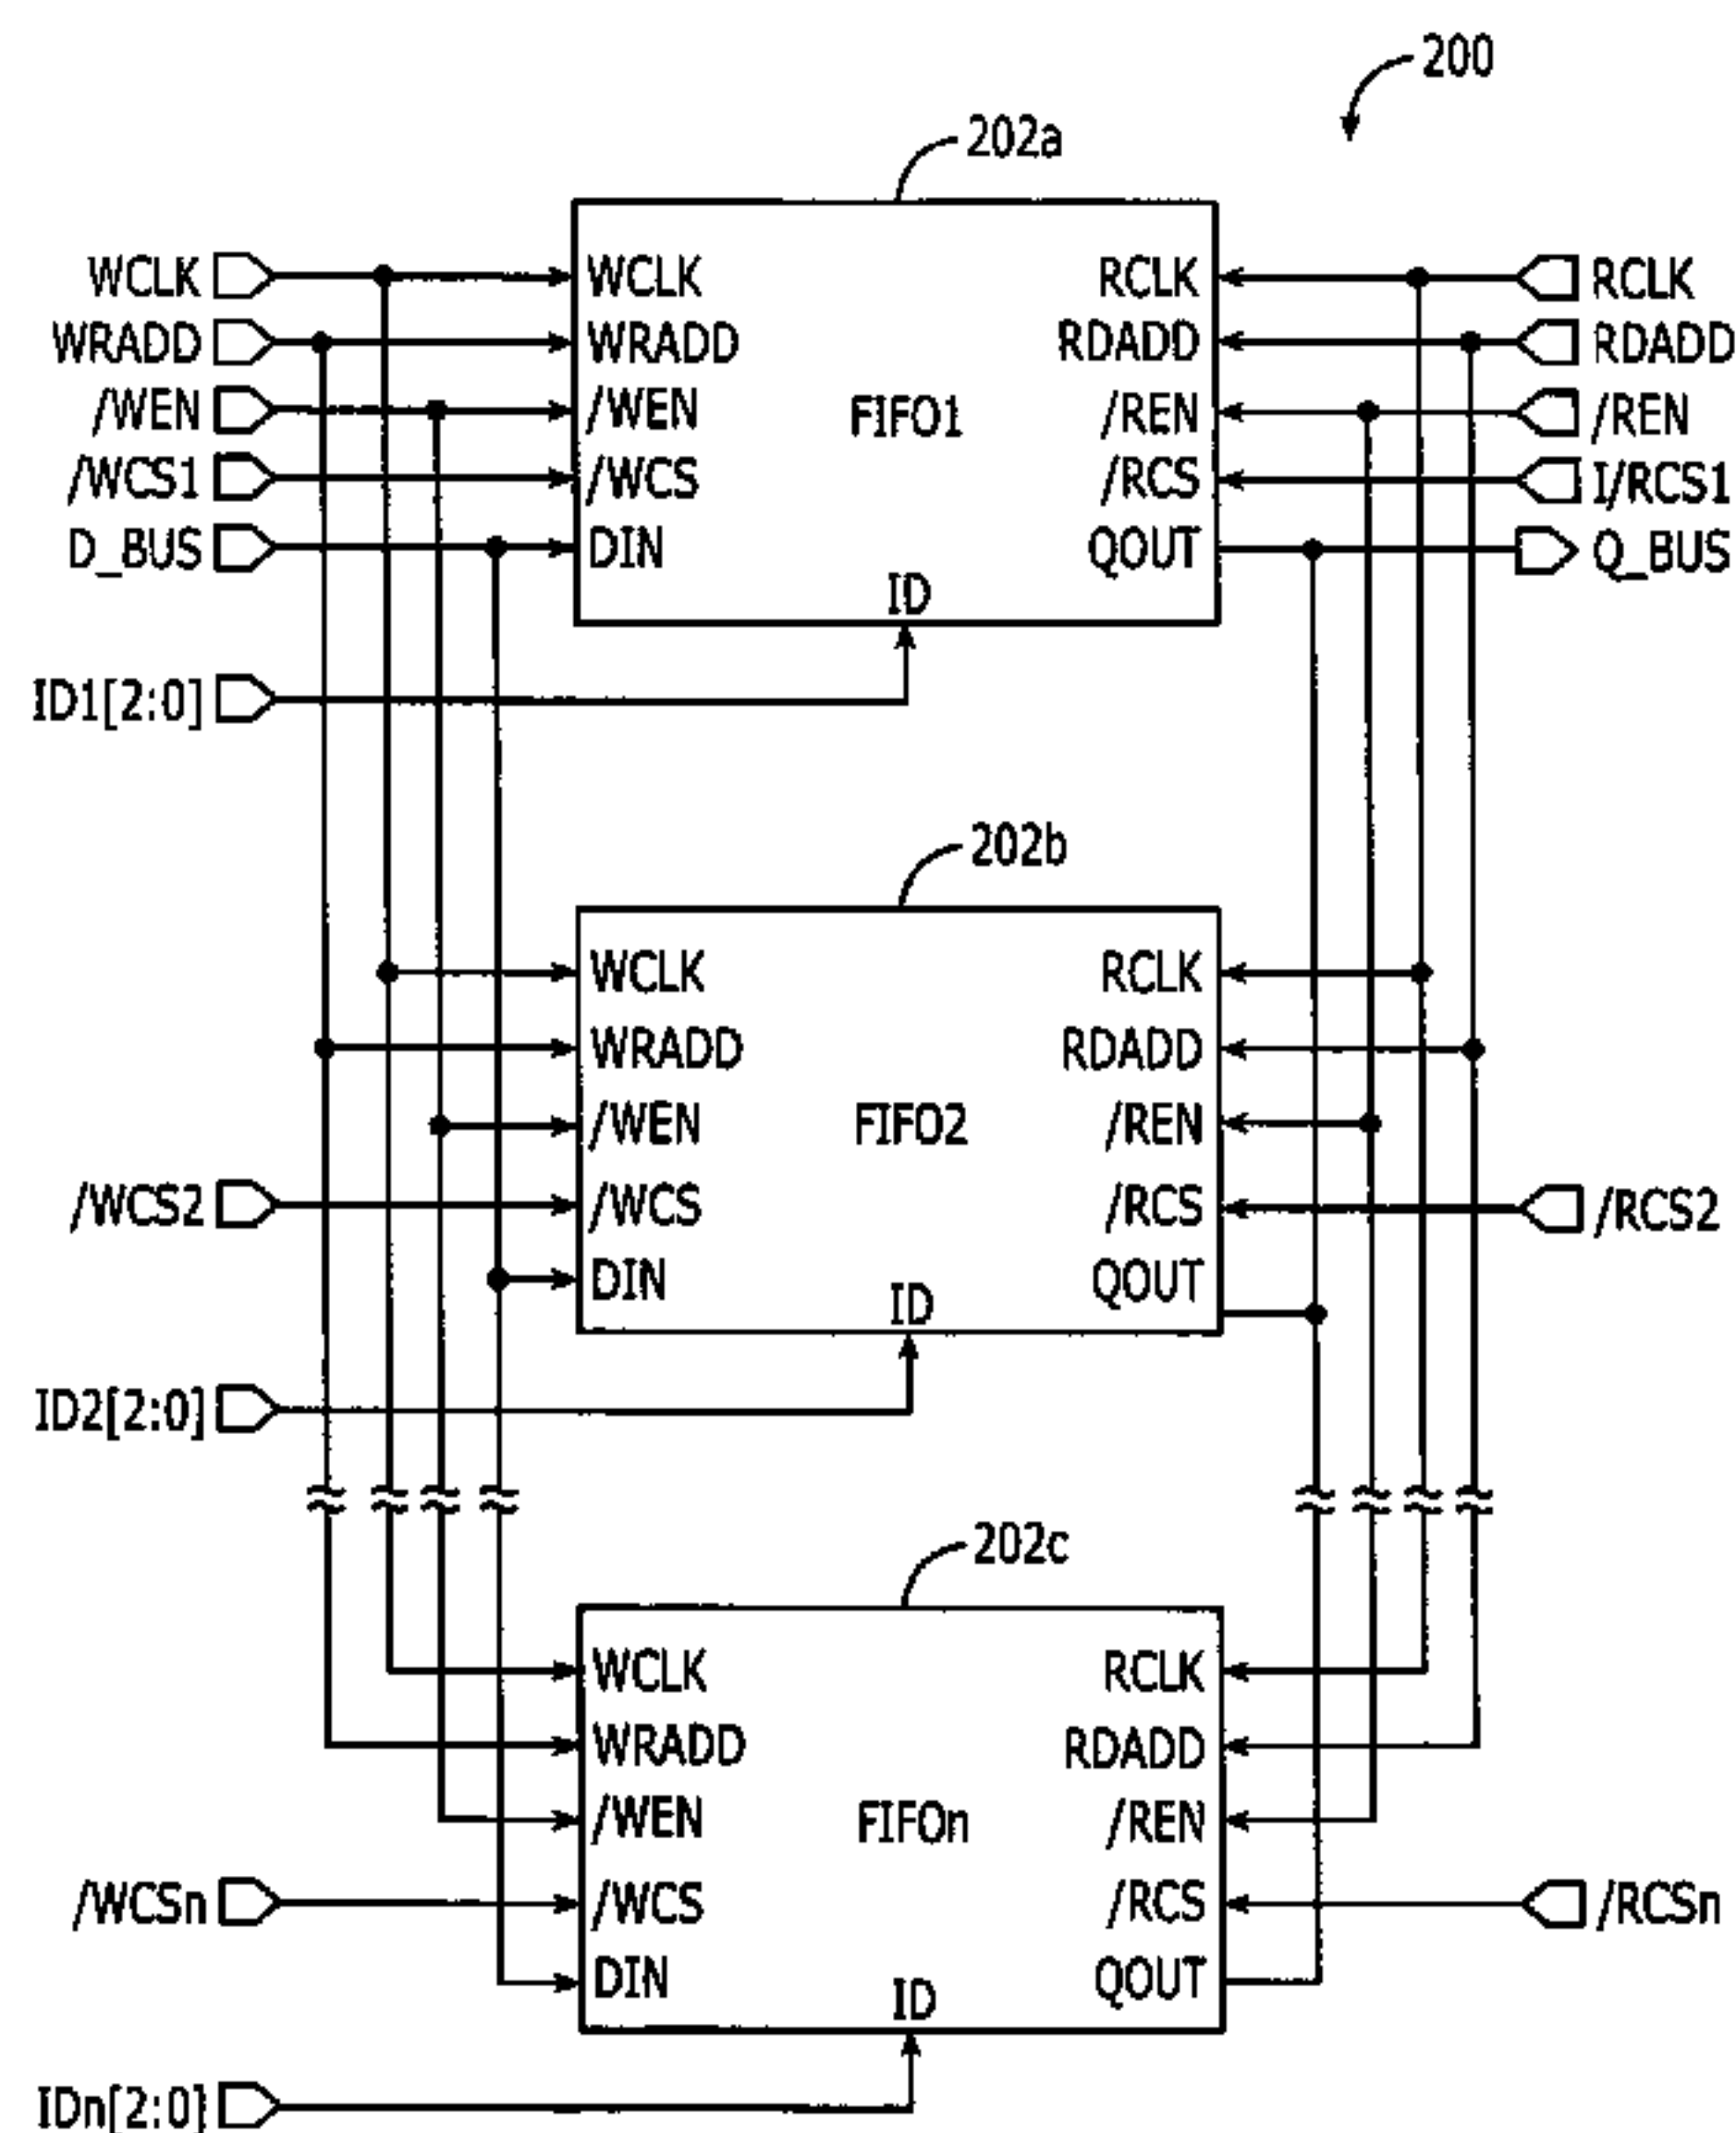 200
202a
WCLK WCLK RCLK RCLK
WRADD WRADD RDADD RDADD
/WEN /WEN FIFO1 /REN /REN
/WCS1 /WCS /RCS I/RCS1
D_BUS DIN QOUT Q_BUS
ID
ID1[2:0]
202b
WCLK RCLK
WRADD RDADD
/WEN FIFO2 /REN
/WCS2 /WCS /RCS /RCS2
DIN QOUT
ID
ID2[2:0]
202c
WCLK RCLK
WRADD RDADD
/WEN FIFOn /REN
/WCSn /WCS /RCS /RCSn
DIN QOUT
ID
IDn[2:0]